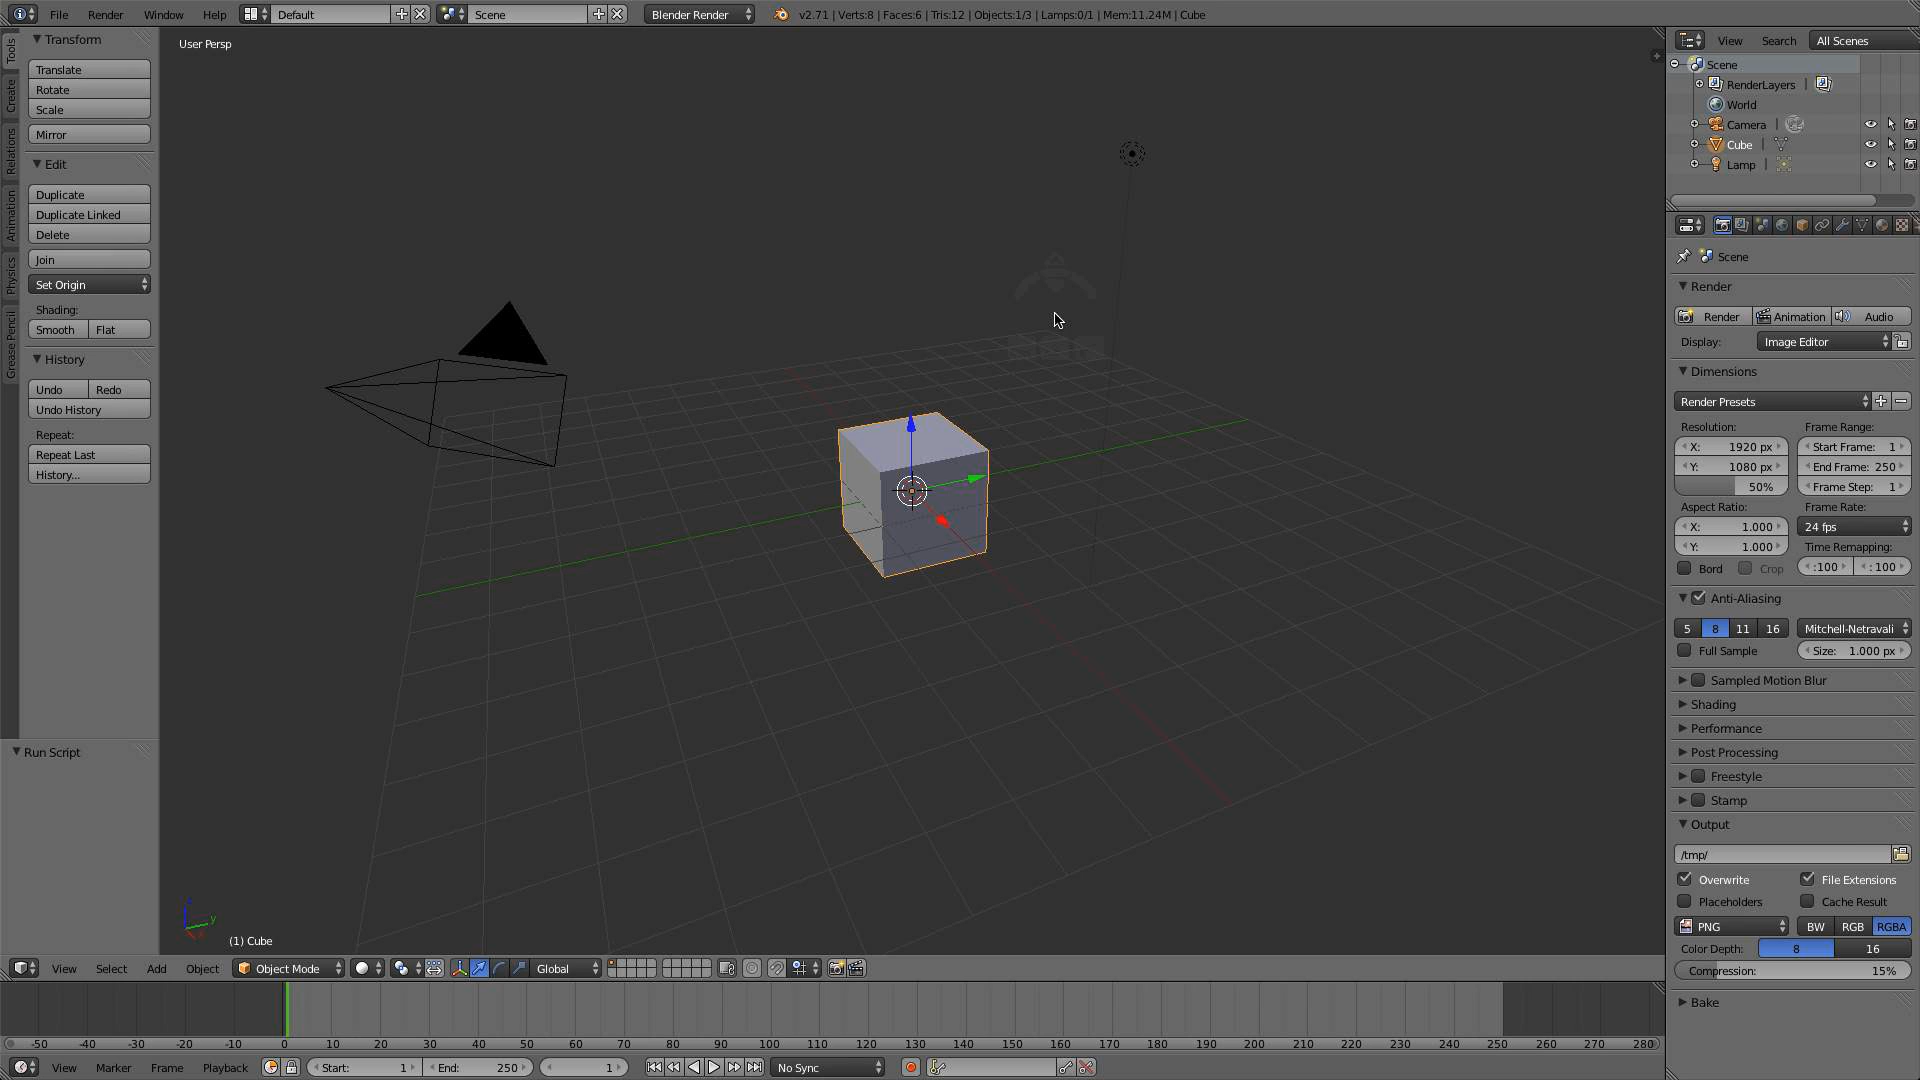 File Render Window Help Default Scene Blender Render v2.71 | Verts:8 | Faces:6 | Tris:12 | Objects:1/3 | Lamps:0/1 | Mem:11.24M | Cube
Tools
Create
Relations
Animation
Physics
Grease Pencil
Transform
Translate
Rotate
Scale
Mirror
Edit
Duplicate
Duplicate Linked
Delete
Join
Set Origin
Shading:
Smooth Flat
History
Undo Redo
Undo History
Repeat:
Repeat Last
History...
Run Script
User Persp
(1) Cube
View Select Add Object Object Mode Global
-50 -40 -30 -20 -10 0 10 20 30 40 50 60 70 80 90 100 110 120 130 140 150 160 170 180 190 200 210 220 230 240 250 260 270 280
View Marker Frame Playback Start: 1 End: 250 1 No Sync
View Search All Scenes
Scene
RenderLayers |
World
Camera |
Cube |
Lamp |
Scene
Render
Render Animation Audio
Display: Image Editor
Dimensions
Render Presets
Resolution: Frame Range:
X: 1920 px Start Frame: 1
Y: 1080 px End Frame: 250
50% Frame Step: 1
Aspect Ratio: Frame Rate:
X: 1.000 24 fps
Y: 1.000 Time Remapping:
Bord Crop :100 : 100
Anti-Aliasing
5 8 11 16 Mitchell-Netravali
Full Sample Size: 1.000 px
Sampled Motion Blur
Shading
Performance
Post Processing
Freestyle
Stamp
Output
/tmp/
Overwrite File Extensions
Placeholders Cache Result
PNG BW RGB RGBA
Color Depth: 8 16
Compression: 15%
Bake